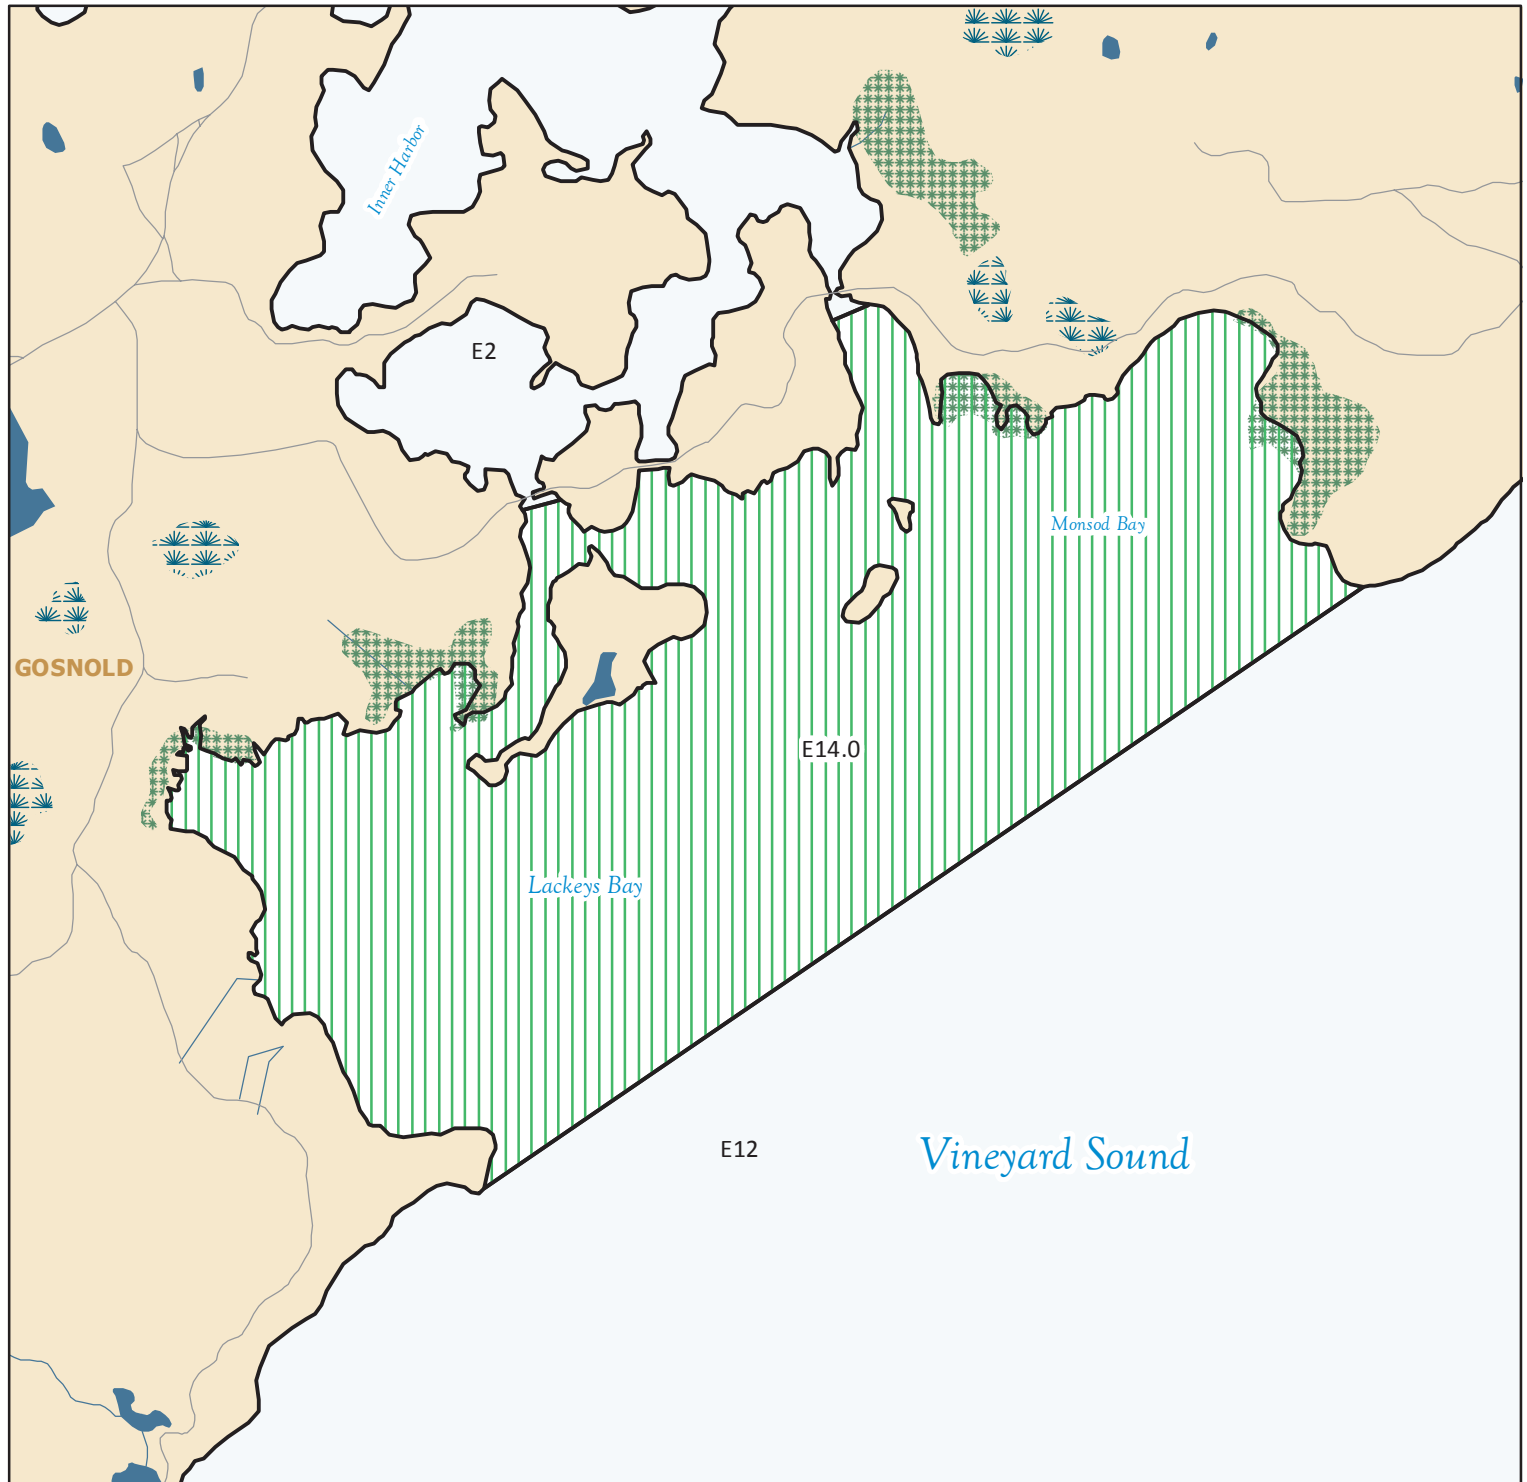 Inner Harbor
E2
Monsod Bay
GOSNOLD
E14.0
Lackeys Bay
E12
Vineyard Sound